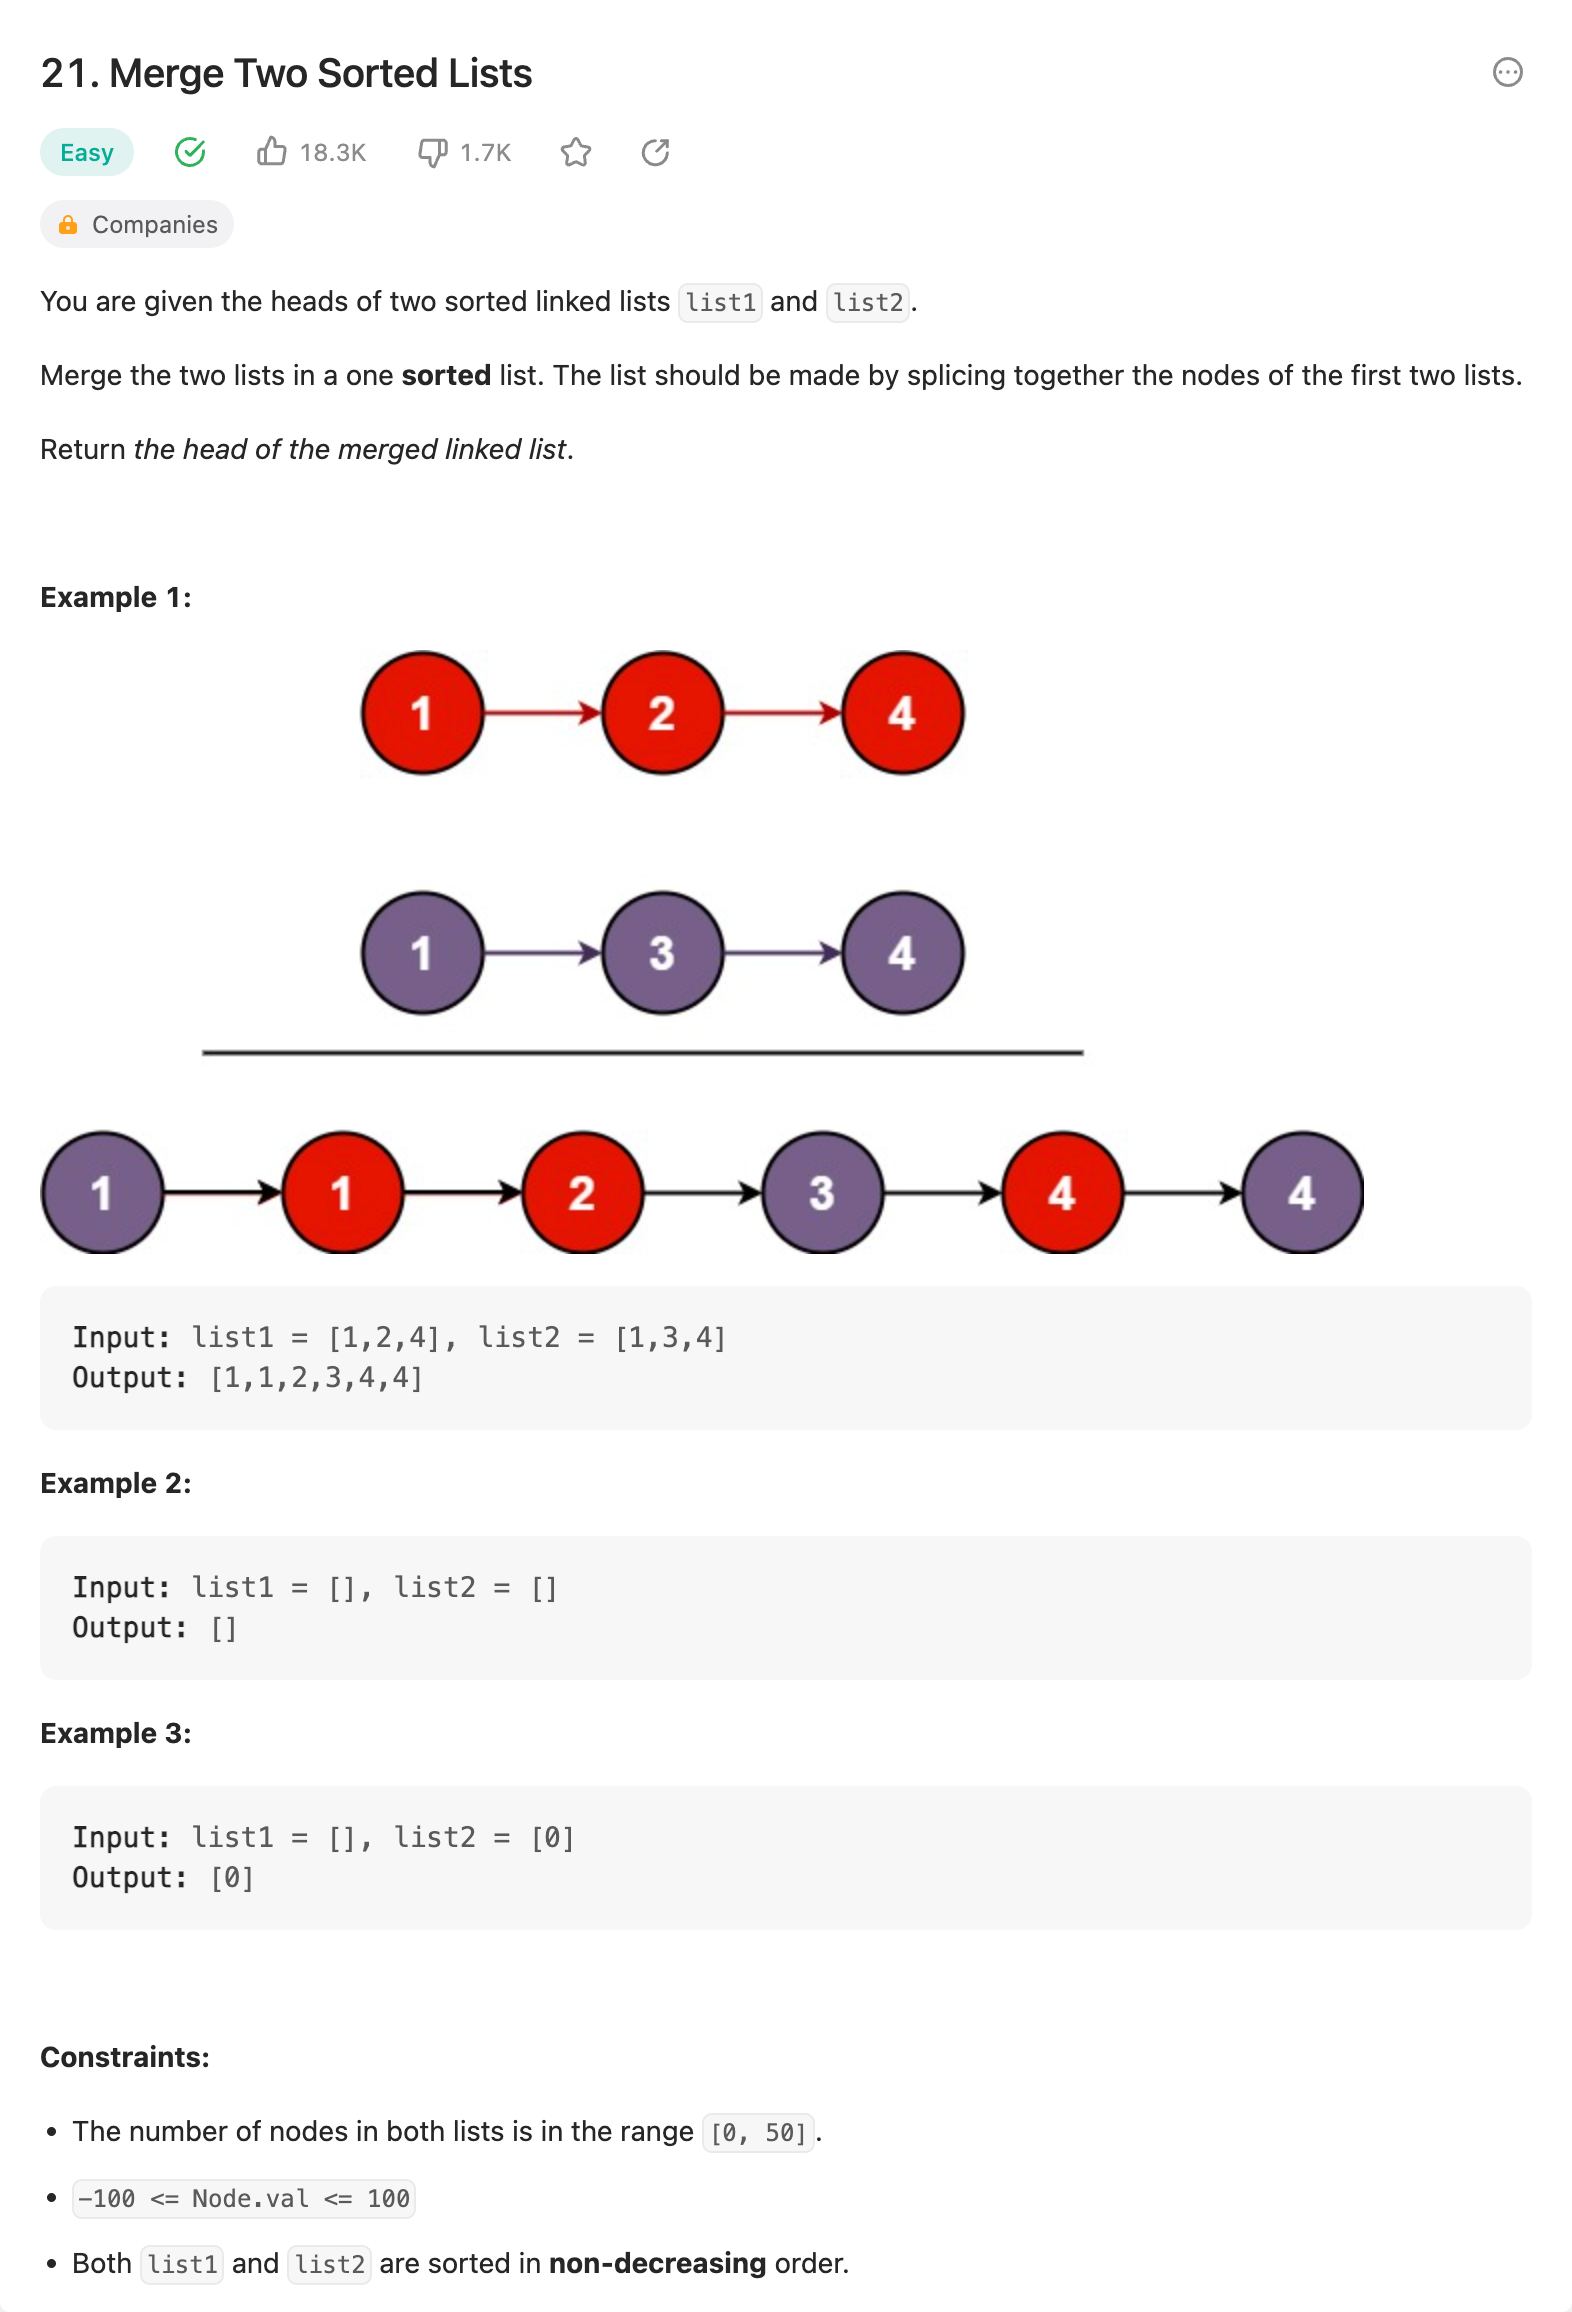 21. Merge Two Sorted Lists
Easy 18.3K 1.7K
Companies
You are given the heads of two sorted linked lists list1 and list2.
Merge the two lists in a one sorted list. The list should be made by splicing together the nodes of the first two lists.
Return the head of the merged linked list.
Example 1:
1 2 4
1 3 4
1 1 2 3 4 4
Input: list1 = [1,2,4], list2 = [1,3,4]
Output: [1,1,2,3,4,4]
Example 2:
Input: list1 = [], list2 = []
Output: []
Example 3:
Input: list1 = [], list2 = [0]
Output: [0]
Constraints:
• The number of nodes in both lists is in the range [0, 50].
• -100 <= Node.val <= 100
• Both list1 and list2 are sorted in non-decreasing order.